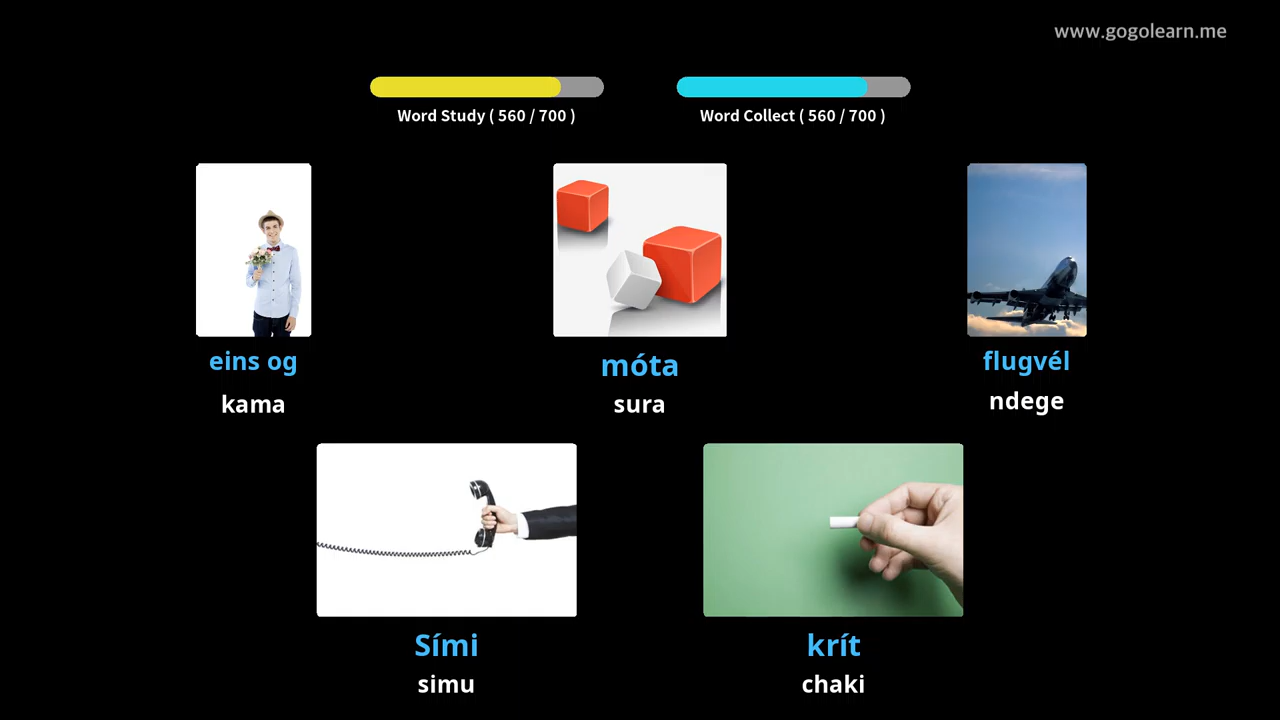 www.gogolearn.me
Word Study ( 560 / 700 )
Word Collect ( 560 / 700 )
eins og
kama
móta
sura
flugvél
ndege
Sími
simu
krít
chaki